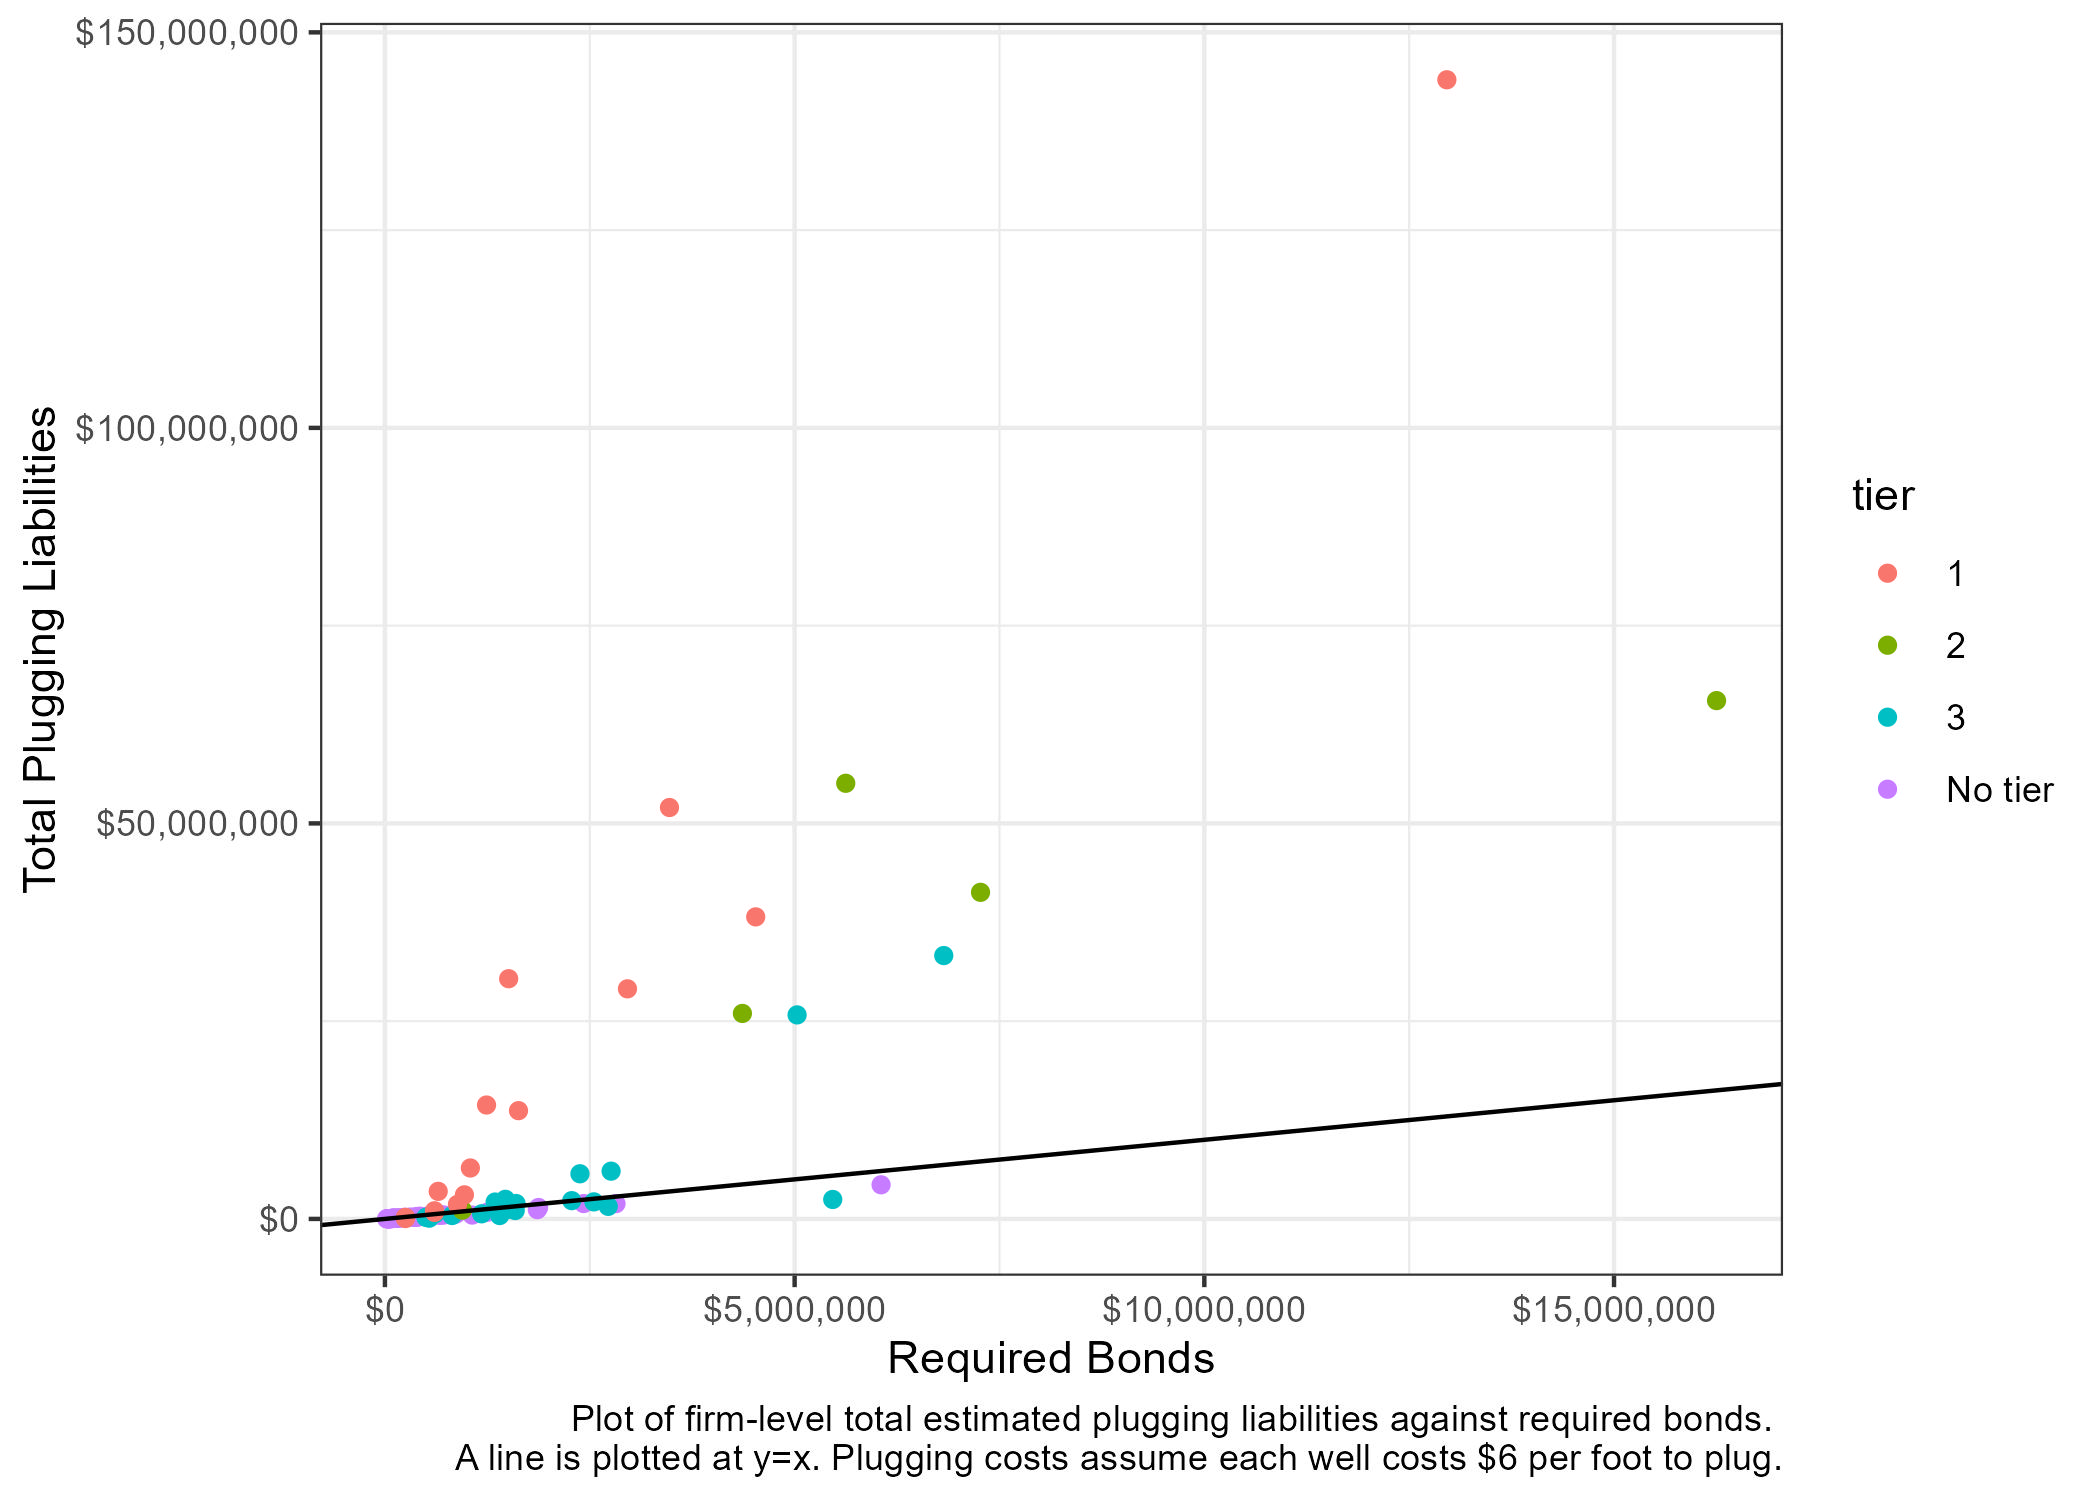 $150,000,000
$100,000,000
$50,000,000
$0
Total Plugging Liabilities
$0
$5,000,000
$10,000,000
$15,000,000
Required Bonds
tier
1
2
3
No tier
Plot of firm-level total estimated plugging liabilities against required bonds.
A line is plotted at y=x. Plugging costs assume each well costs $6 per foot to plug.